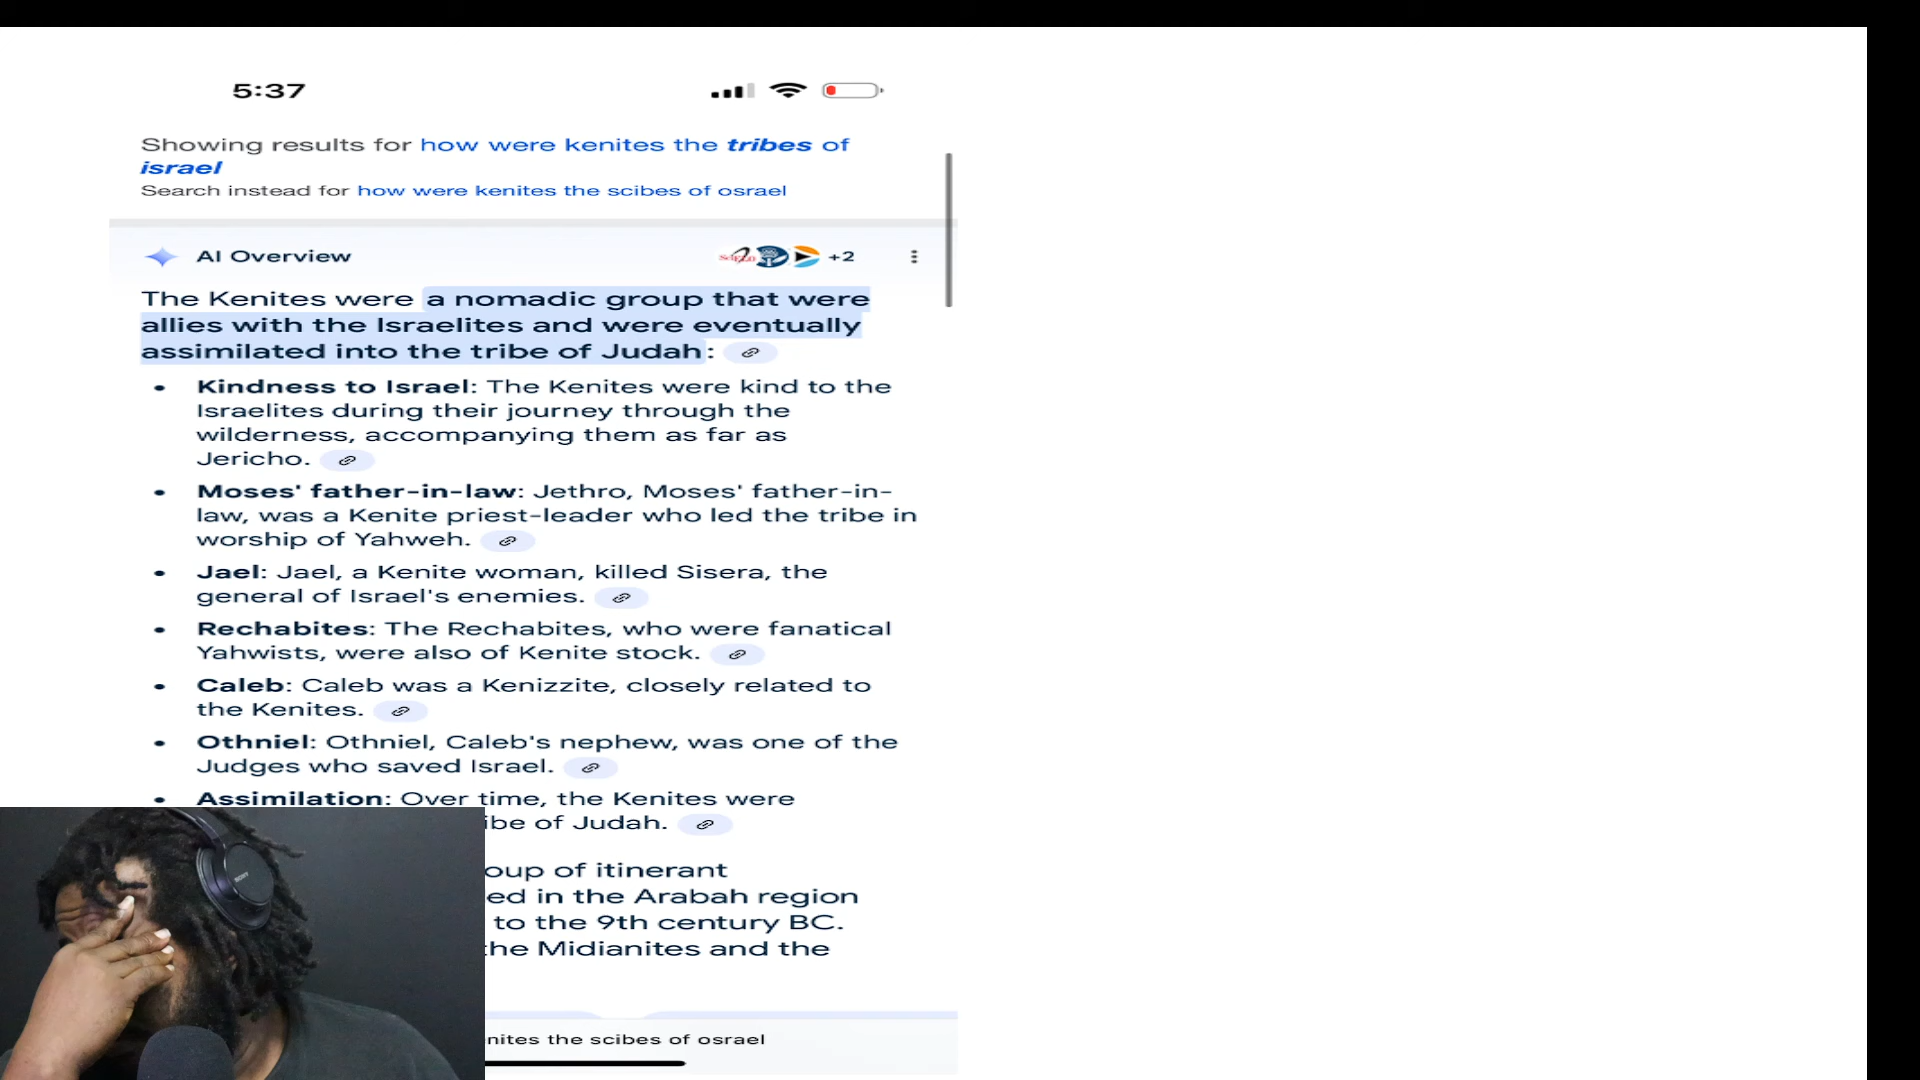 5:37
Showing results for how were kenites the tribes of
israel
Search instead for how were kenites the scibes of osrael
AI Overview
+2
The Kenites were a nomadic group that were
allies with the Israelites and were eventually
assimilated into the tribe of Judah:
• Kindness to Israel: The Kenites were kind to the
Israelites during their journey through the
wilderness, accompanying them as far as
Jericho.
• Moses' father-in-law: Jethro, Moses' father-in-
law, was a Kenite priest-leader who led the tribe in
worship of Yahweh.
• Jael: Jael, a Kenite woman, killed Sisera, the
general of Israel's enemies.
• Rechabites: The Rechabites, who were fanatical
Yahwists, were also of Kenite stock.
• Caleb: Caleb was a Kenizzite, closely related to
the Kenites.
• Othniel: Othniel, Caleb's nephew, was one of the
Judges who saved Israel.
• Assimilation: Over time, the Kenites were
ibe of Judah.
oup of itinerant
ed in the Arabah region
to the 9th century BC.
the Midianites and the
nites the scibes of osrael
SONY